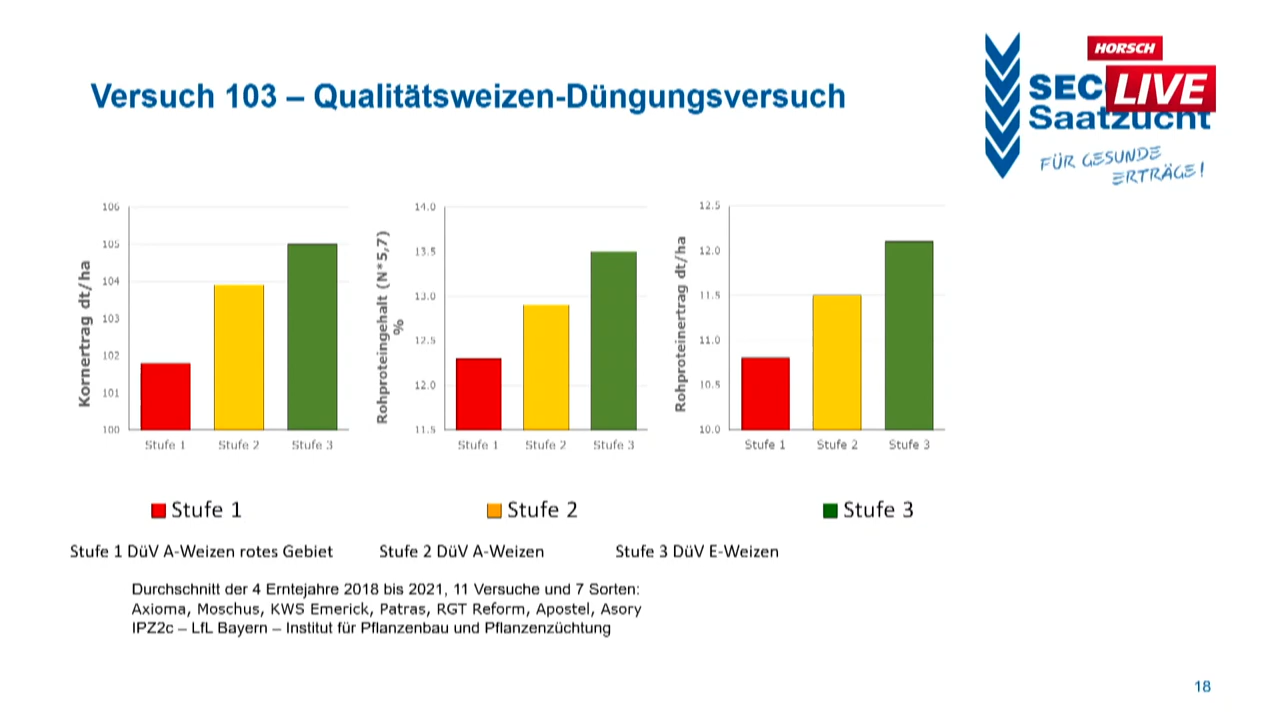 HORSCH
LIVE
SEC
Saatzucht
FÜR GESUNDE
ERTRÄGE!
Versuch 103 – Qualitätsweizen-Düngungsversuch
Kornertrag dt/ha
106
105
104
103
102
101
100
Stufe 1 Stufe 2 Stufe 3
Rohproteingehalt (N*5,7)
%
14.0
13.5
13.0
12.5
12.0
11.5
Stufe 1 Stufe 2 Stufe 3
Rohproteinertrag dt/ha
12.5
12.0
11.5
11.0
10.5
10.0
Stufe 1 Stufe 2 Stufe 3
Stufe 1 Stufe 2 Stufe 3
Stufe 1 DüV A-Weizen rotes Gebiet Stufe 2 DüV A-Weizen Stufe 3 DüV E-Weizen
Durchschnitt der 4 Erntejahre 2018 bis 2021, 11 Versuche und 7 Sorten:
Axioma, Moschus, KWS Emerick, Patras, RGT Reform, Apostel, Asory
IPZ2c – LfL Bayern – Institut für Pflanzenbau und Pflanzenzüchtung
18